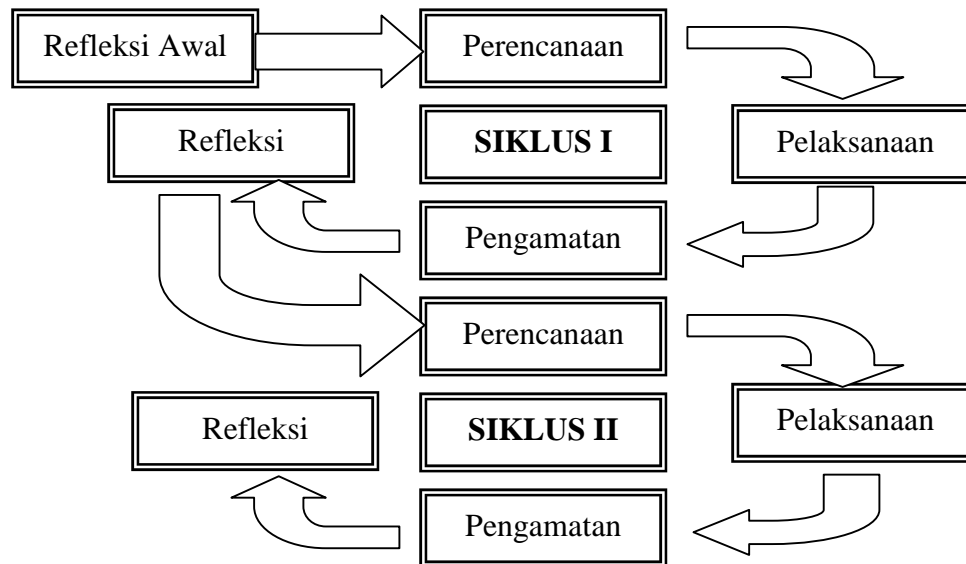 Refleksi Awal
Perencanaan
Refleksi
SIKLUS I
Pelaksanaan
Pengamatan
Perencanaan
Refleksi
SIKLUS II
Pelaksanaan
Pengamatan